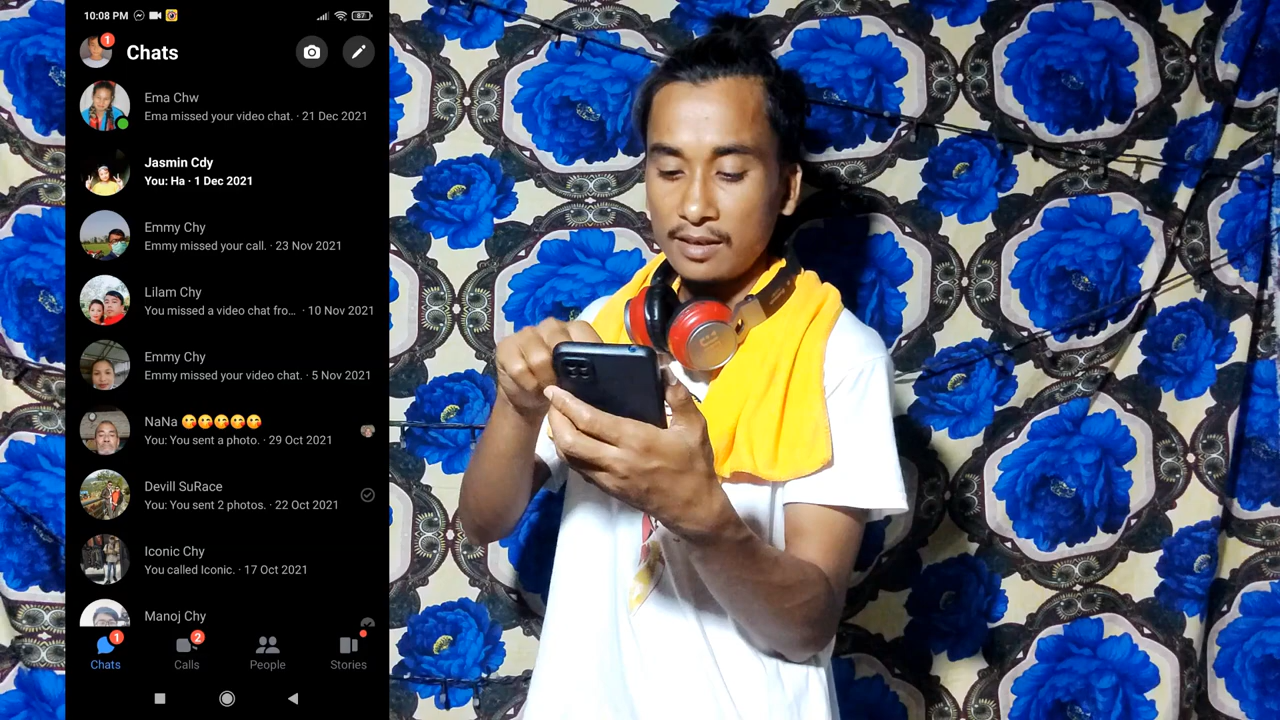 10:08 PM
87
1
Chats
Ema Chw
Ema missed your video chat. · 21 Dec 2021
Jasmin Cdy
You: Ha · 1 Dec 2021
Emmy Chy
Emmy missed your call. · 23 Nov 2021
Lilam Chy
You missed a video chat fro... · 10 Nov 2021
Emmy Chy
Emmy missed your video chat. · 5 Nov 2021
NaNa 😋😋😋😋😋
You: You sent a photo. · 29 Oct 2021
Devill SuRace
You: You sent 2 photos. · 22 Oct 2021
Iconic Chy
You called Iconic. · 17 Oct 2021
Manoj Chy
1
2
Chats
Calls
People
Stories